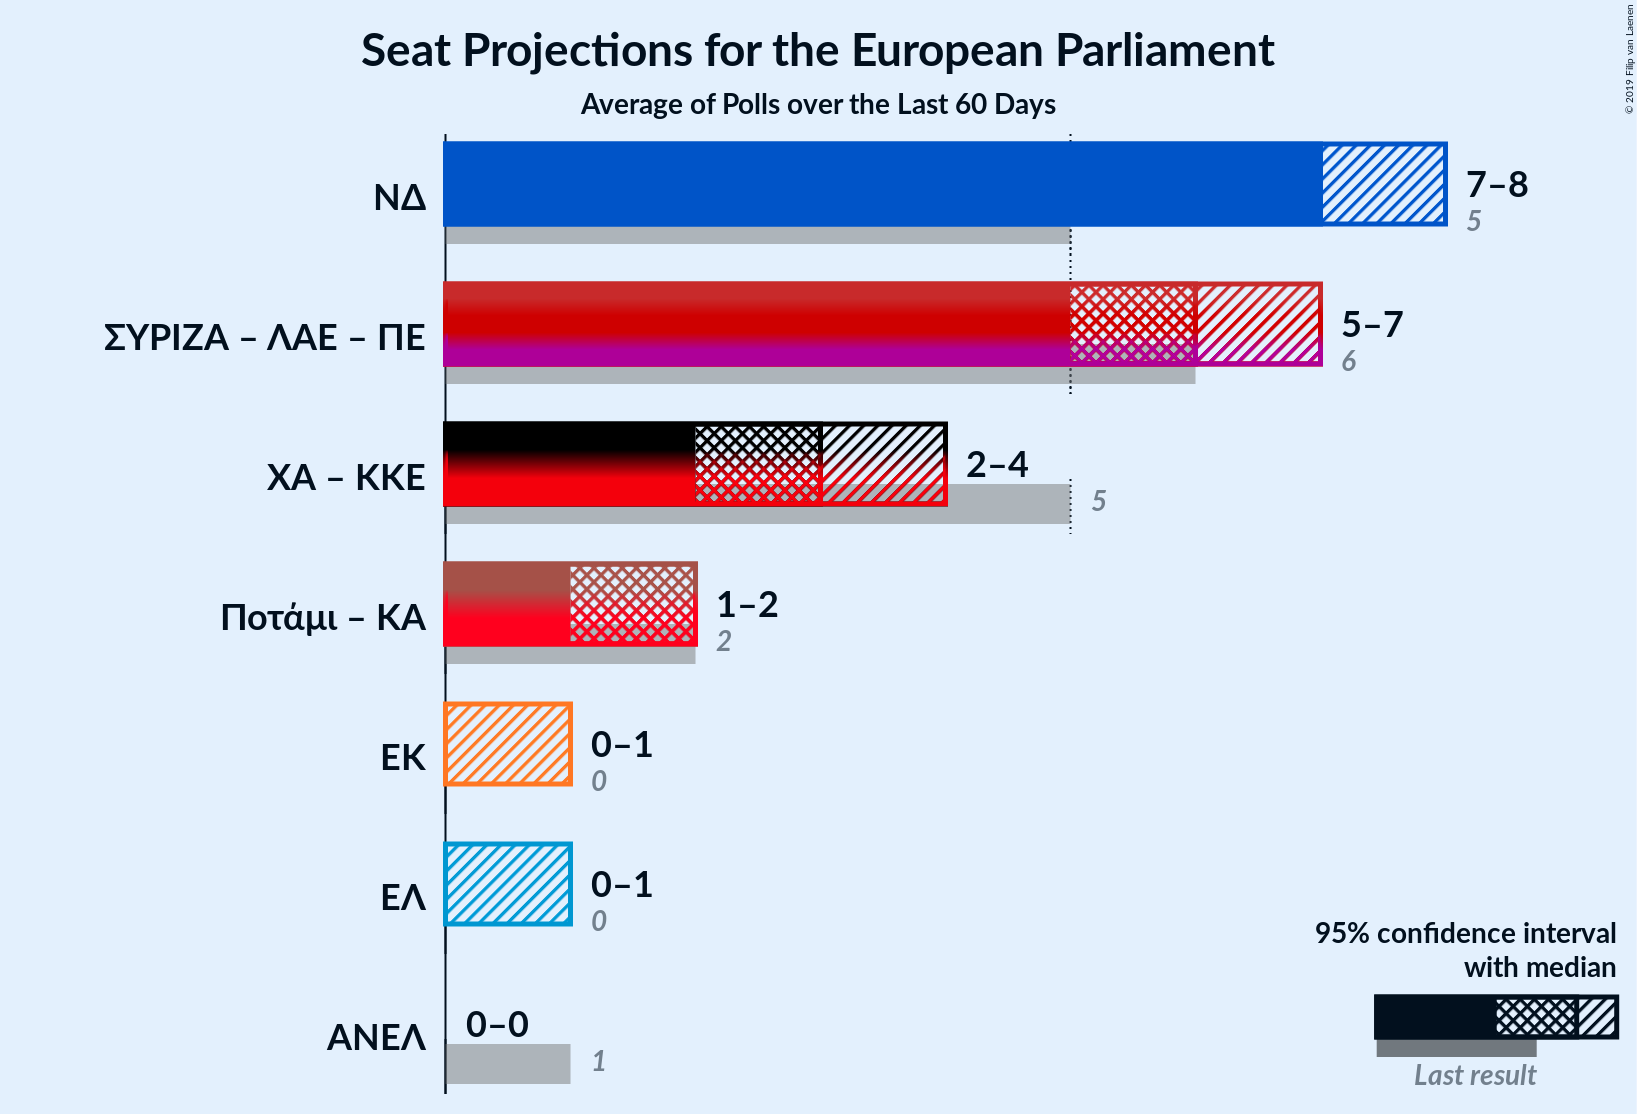 Seat Projections for the European Parliament
Average of Polls over the Last 60 Days
© 2019 Filip van Laenen
ΝΔ
7–8
5
ΣΥΡΙΖΑ – ΛΑΕ – ΠΕ
5–7
6
ΧΑ – ΚΚΕ
2–4
5
Ποτάμι – ΚΑ
1–2
2
ΕΚ
0–1
0
ΕΛ
0–1
0
ΑΝΕΛ
0–0
1
95% confidence interval
with median
Last result